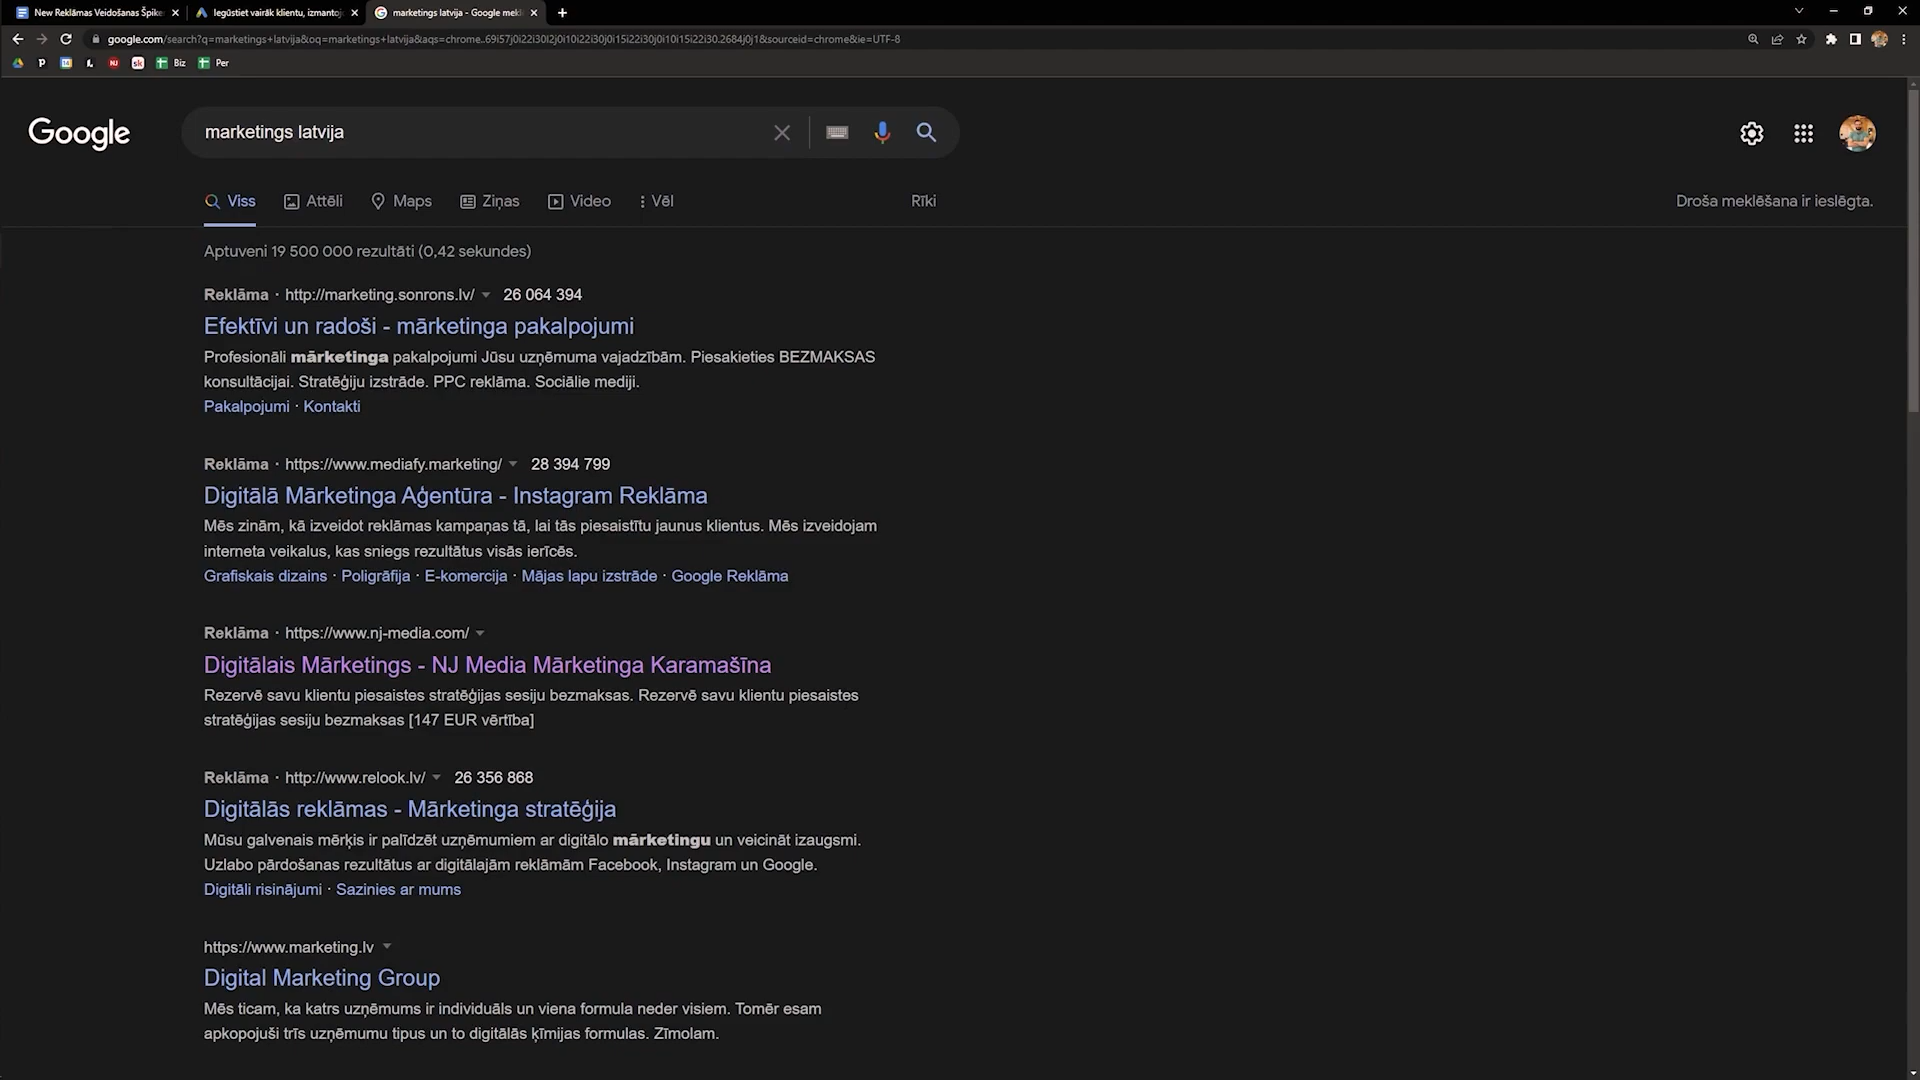 New Reklāmas Veidošanas Špike
Iegūstiet vairāk klientu, izmantoj
marketings latvija - Google mekl
google.com/search?q=marketings+latvija&oq=marketings+latvija&aqs=chrome..69i57j0i22i30l2j0i10i22i30j0i15i22i30j0i10i15i22i30.2684j0j1&sourceid=chrome&ie=UTF-8
Biz
Per
Google
marketings latvija
Viss
Attēli
Maps
Ziņas
Video
Vēl
Rīki
Droša meklēšana ir ieslēgta.
Aptuveni 19 500 000 rezultāti (0,42 sekundes)
Reklāma · http://marketing.sonrons.lv/ 26 064 394
Efektīvi un radoši - mārketinga pakalpojumi
Profesionāli mārketinga pakalpojumi Jūsu uzņēmuma vajadzībām. Piesakieties BEZMAKSAS
konsultācijai. Stratēģiju izstrāde. PPC reklāma. Sociālie mediji.
Pakalpojumi · Kontakti
Reklāma · https://www.mediafy.marketing/ 28 394 799
Digitālā Mārketinga Aģentūra - Instagram Reklāma
Mēs zinām, kā izveidot reklāmas kampaņas tā, lai tās piesaistītu jaunus klientus. Mēs izveidojam
interneta veikalus, kas sniegs rezultātus visās ierīcēs.
Grafiskais dizains · Poligrāfija · E-komercija · Mājas lapu izstrāde · Google Reklāma
Reklāma · https://www.nj-media.com/
Digitālais Mārketings - NJ Media Mārketinga Karamašīna
Rezervē savu klientu piesaistes stratēģijas sesiju bezmaksas. Rezervē savu klientu piesaistes
stratēģijas sesiju bezmaksas [147 EUR vērtība]
Reklāma · http://www.relook.lv/ 26 356 868
Digitālās reklāmas - Mārketinga stratēģija
Mūsu galvenais mērķis ir palīdzēt uzņēmumiem ar digitālo mārketingu un veicināt izaugsmi.
Uzlabo pārdošanas rezultātus ar digitālajām reklāmām Facebook, Instagram un Google.
Digitāli risinājumi · Sazinies ar mums
https://www.marketing.lv
Digital Marketing Group
Mēs ticam, ka katrs uzņēmums ir individuāls un viena formula neder visiem. Tomēr esam
apkopojuši trīs uzņēmumu tipus un to digitālās ķīmijas formulas. Zīmolam.